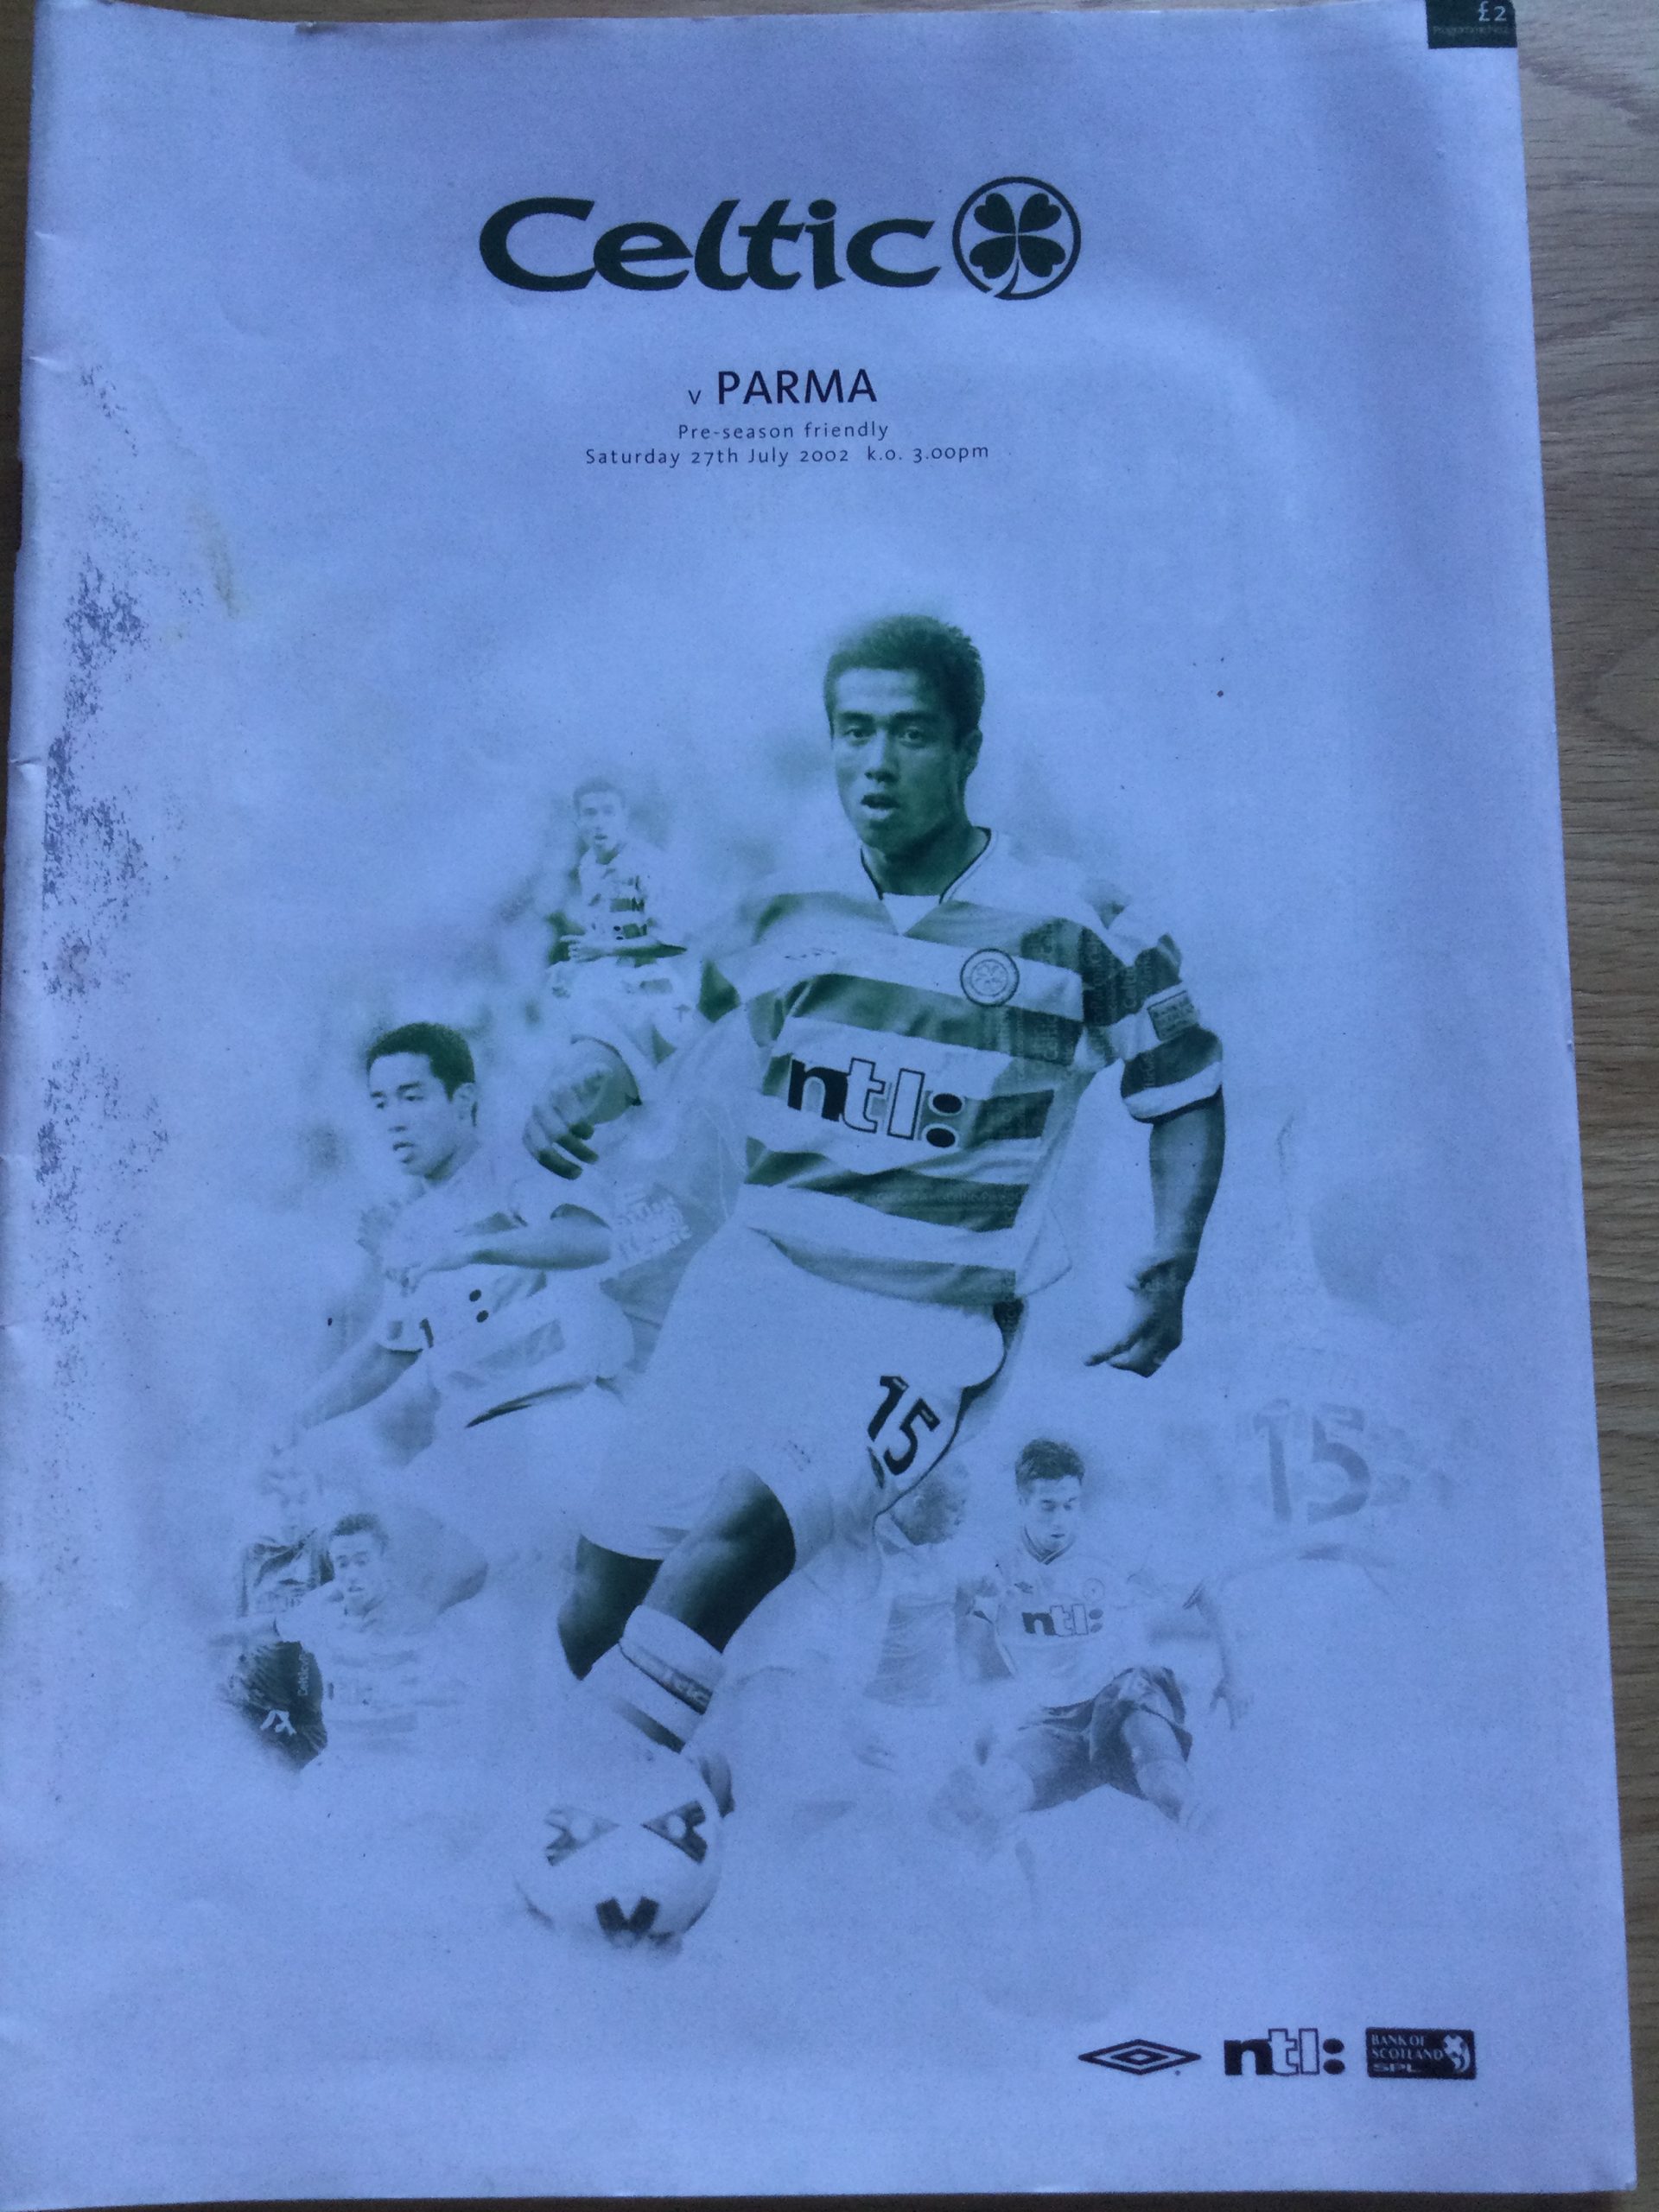 £2
Celtic
v PARMA
Pre-season friendly
Saturday 27th July 2002 k.o. 3.00pm
ntl:
15
15
ntl:
ntl:
BANK OF
SCOTLAND
SPL